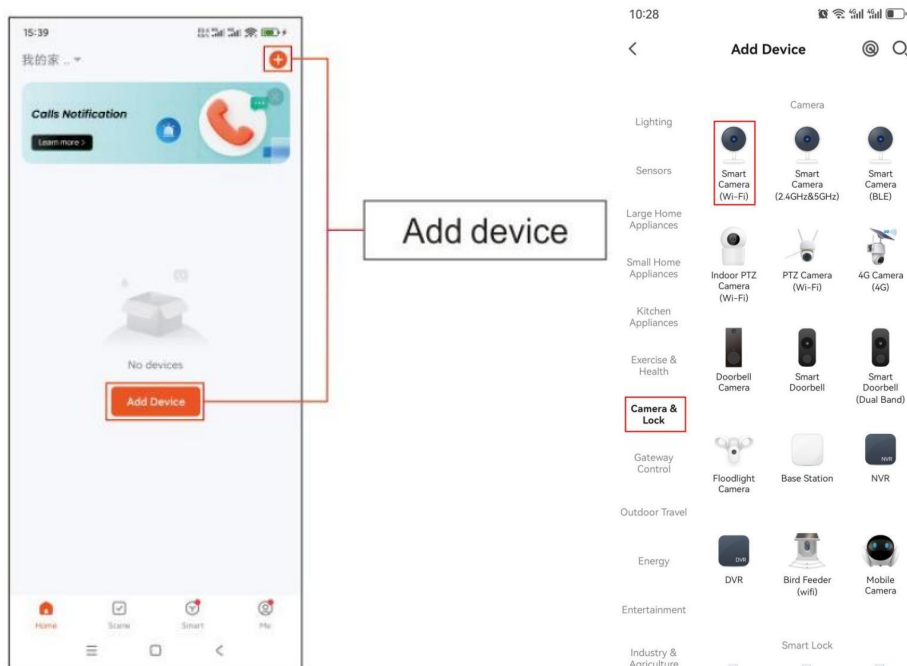 15:39
我的家 ..
Calls Notification
Learn more >
No devices
Add Device
Home
Scene
Smart
Me
Add device
10:28
4G 4G
Add Device
Lighting
Sensors
Large Home
Appliances
Small Home
Appliances
Kitchen
Appliances
Exercise &
Health
Camera &
Lock
Gateway
Control
Outdoor Travel
Energy
Entertainment
Industry &
Agriculture
Camera
Smart
Camera
(Wi-Fi)
Smart
Camera
(2.4GHz&5GHz)
Smart
Camera
(BLE)
Indoor PTZ
Camera
(Wi-Fi)
PTZ Camera
(Wi-Fi)
4G Camera
(4G)
Doorbell
Camera
Smart
Doorbell
Smart
Doorbell
(Dual Band)
Floodlight
Camera
Base Station
NVR
NVR
DVR
DVR
Bird Feeder
(wifi)
Mobile
Camera
Smart Lock